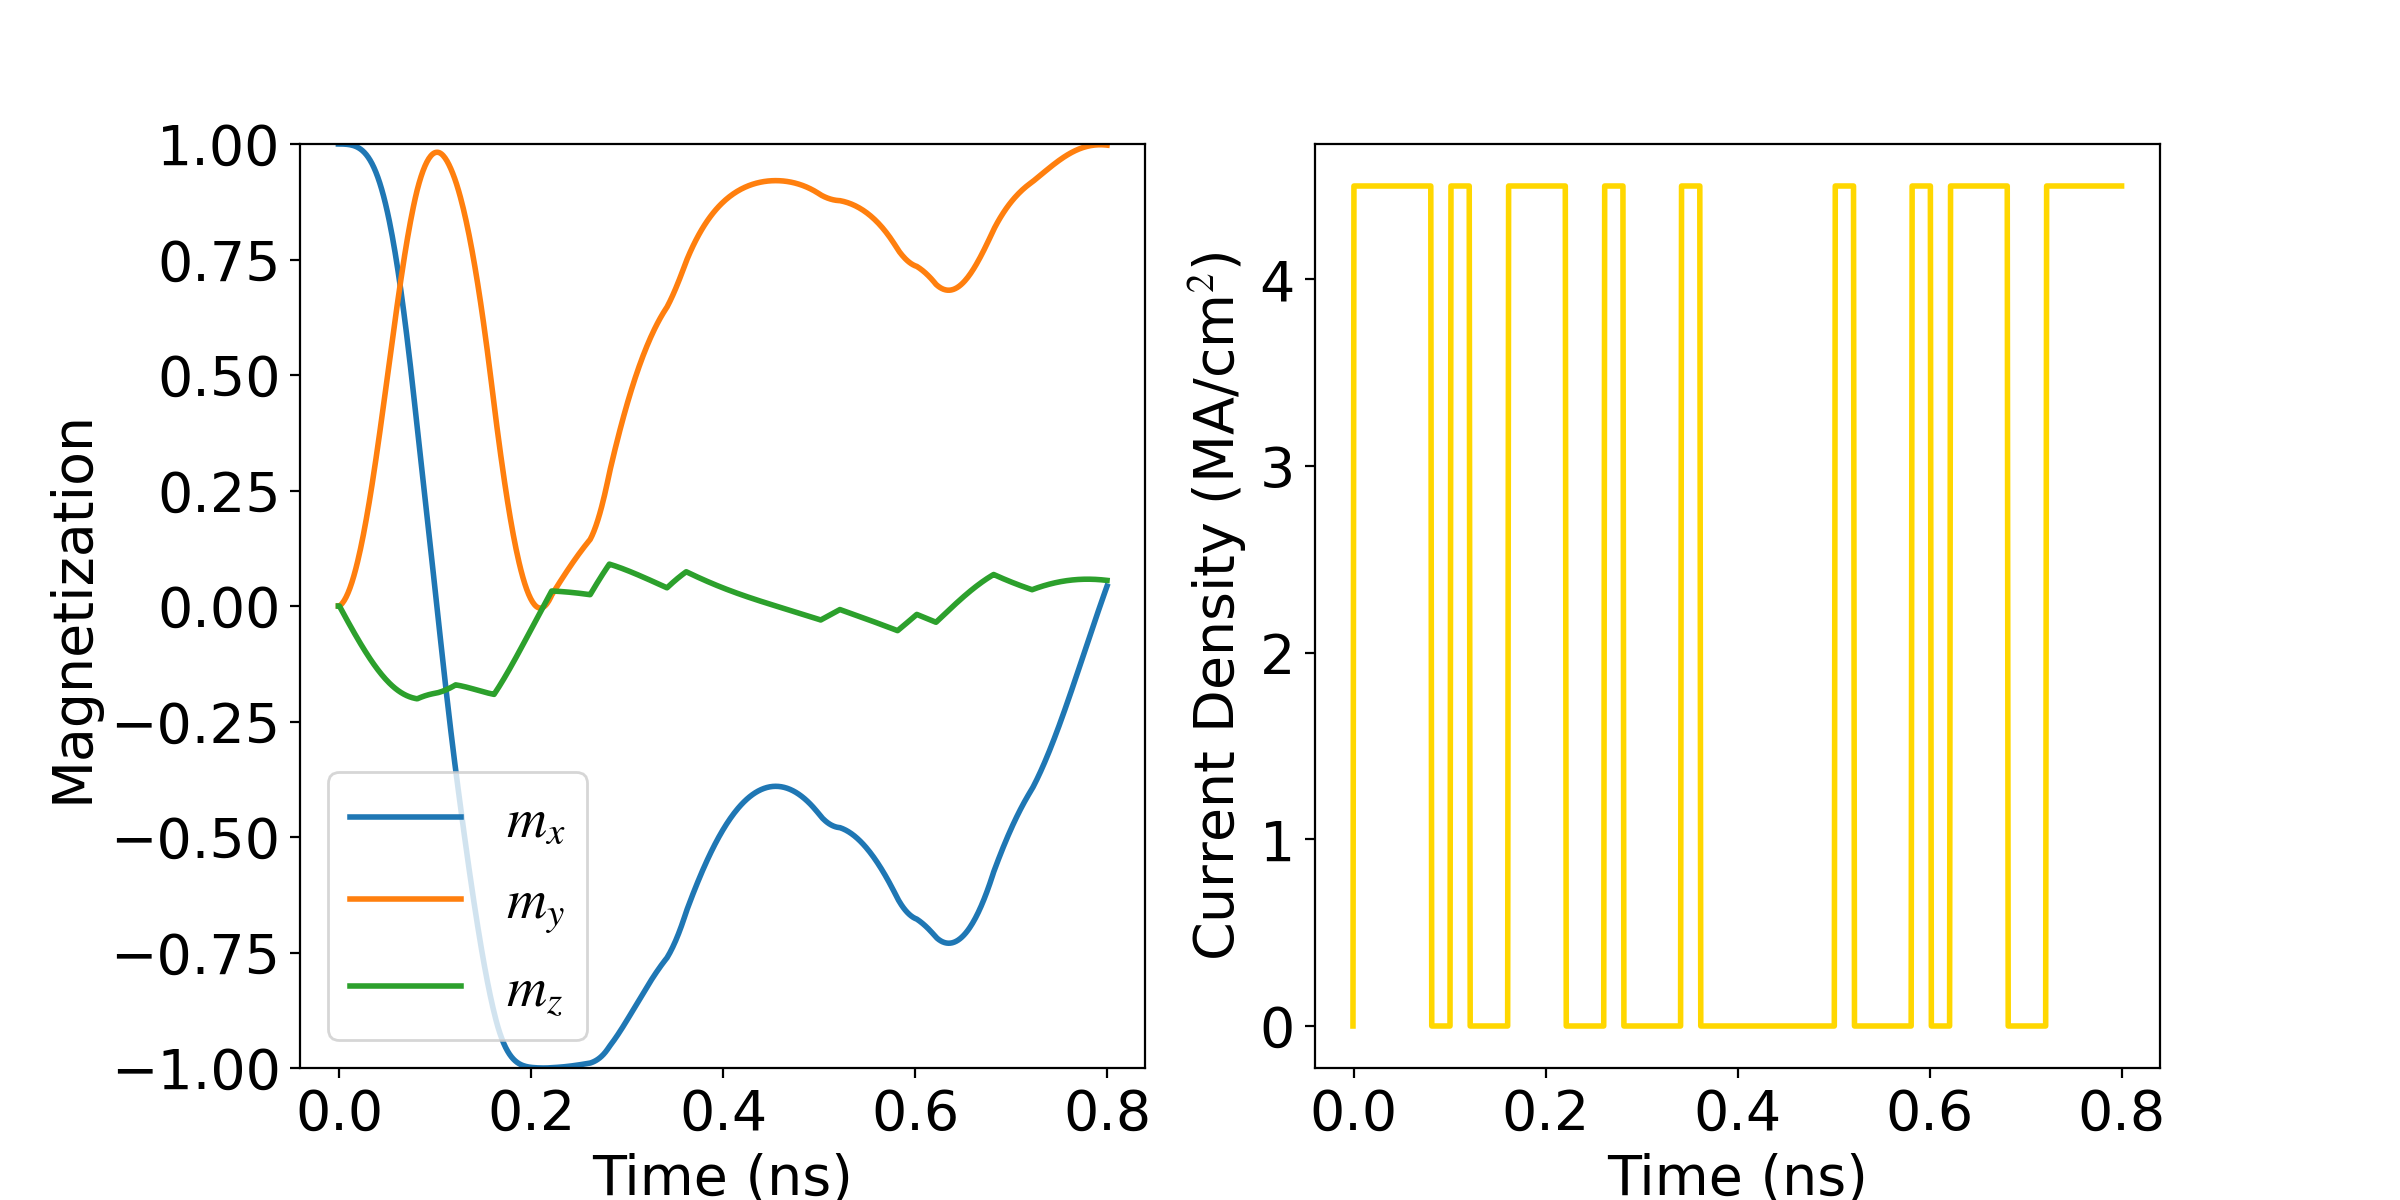 Magnetization
1.00
0.75
0.50
0.25
0.00
−0.25
−0.50
−0.75
−1.00
m_x
m_y
m_z
0.0 0.2 0.4 0.6 0.8
Time (ns)
Current Density (MA/cm²)
4
3
2
1
0
0.0 0.2 0.4 0.6 0.8
Time (ns)